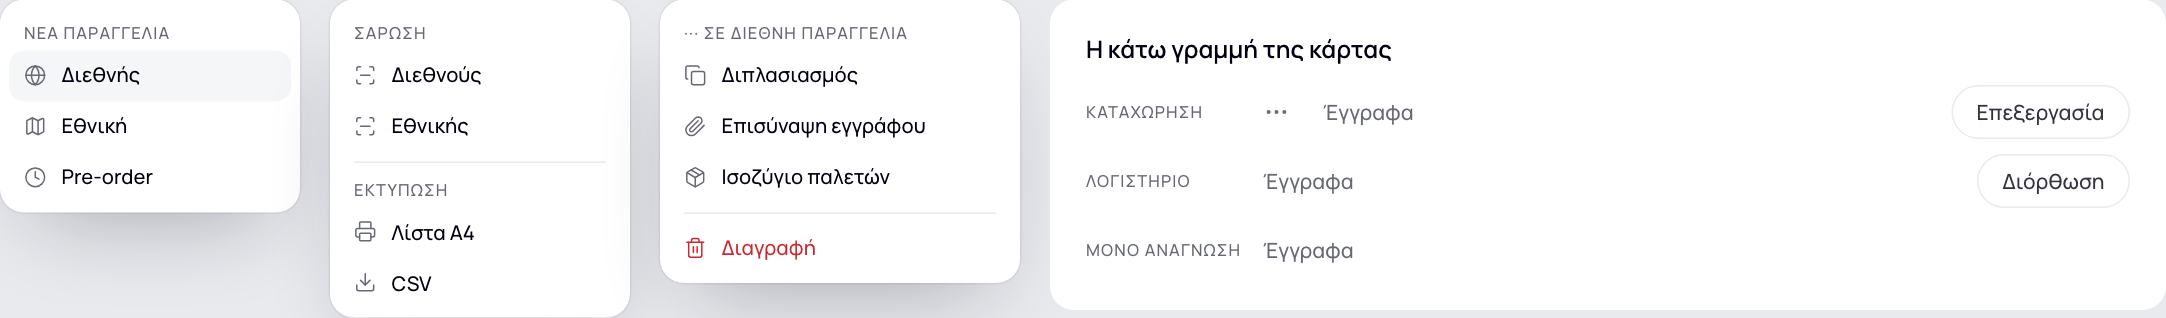 ΝΕΑ ΠΑΡΑΓΓΕΛΙΑ
Διεθνής
Εθνική
Pre-order
ΣΑΡΩΣΗ
Διεθνούς
Εθνικής
ΕΚΤΥΠΩΣΗ
Λίστα Α4
CSV
··· ΣΕ ΔΙΕΘΝΗ ΠΑΡΑΓΓΕΛΙΑ
Διπλασιασμός
Επισύναψη εγγράφου
Ισοζύγιο παλετών
Διαγραφή
Η κάτω γραμμή της κάρτας
ΚΑΤΑΧΩΡΗΣΗ ··· Έγγραφα Επεξεργασία
ΛΟΓΙΣΤΗΡΙΟ Έγγραφα Διόρθωση
ΜΟΝΟ ΑΝΑΓΝΩΣΗ Έγγραφα